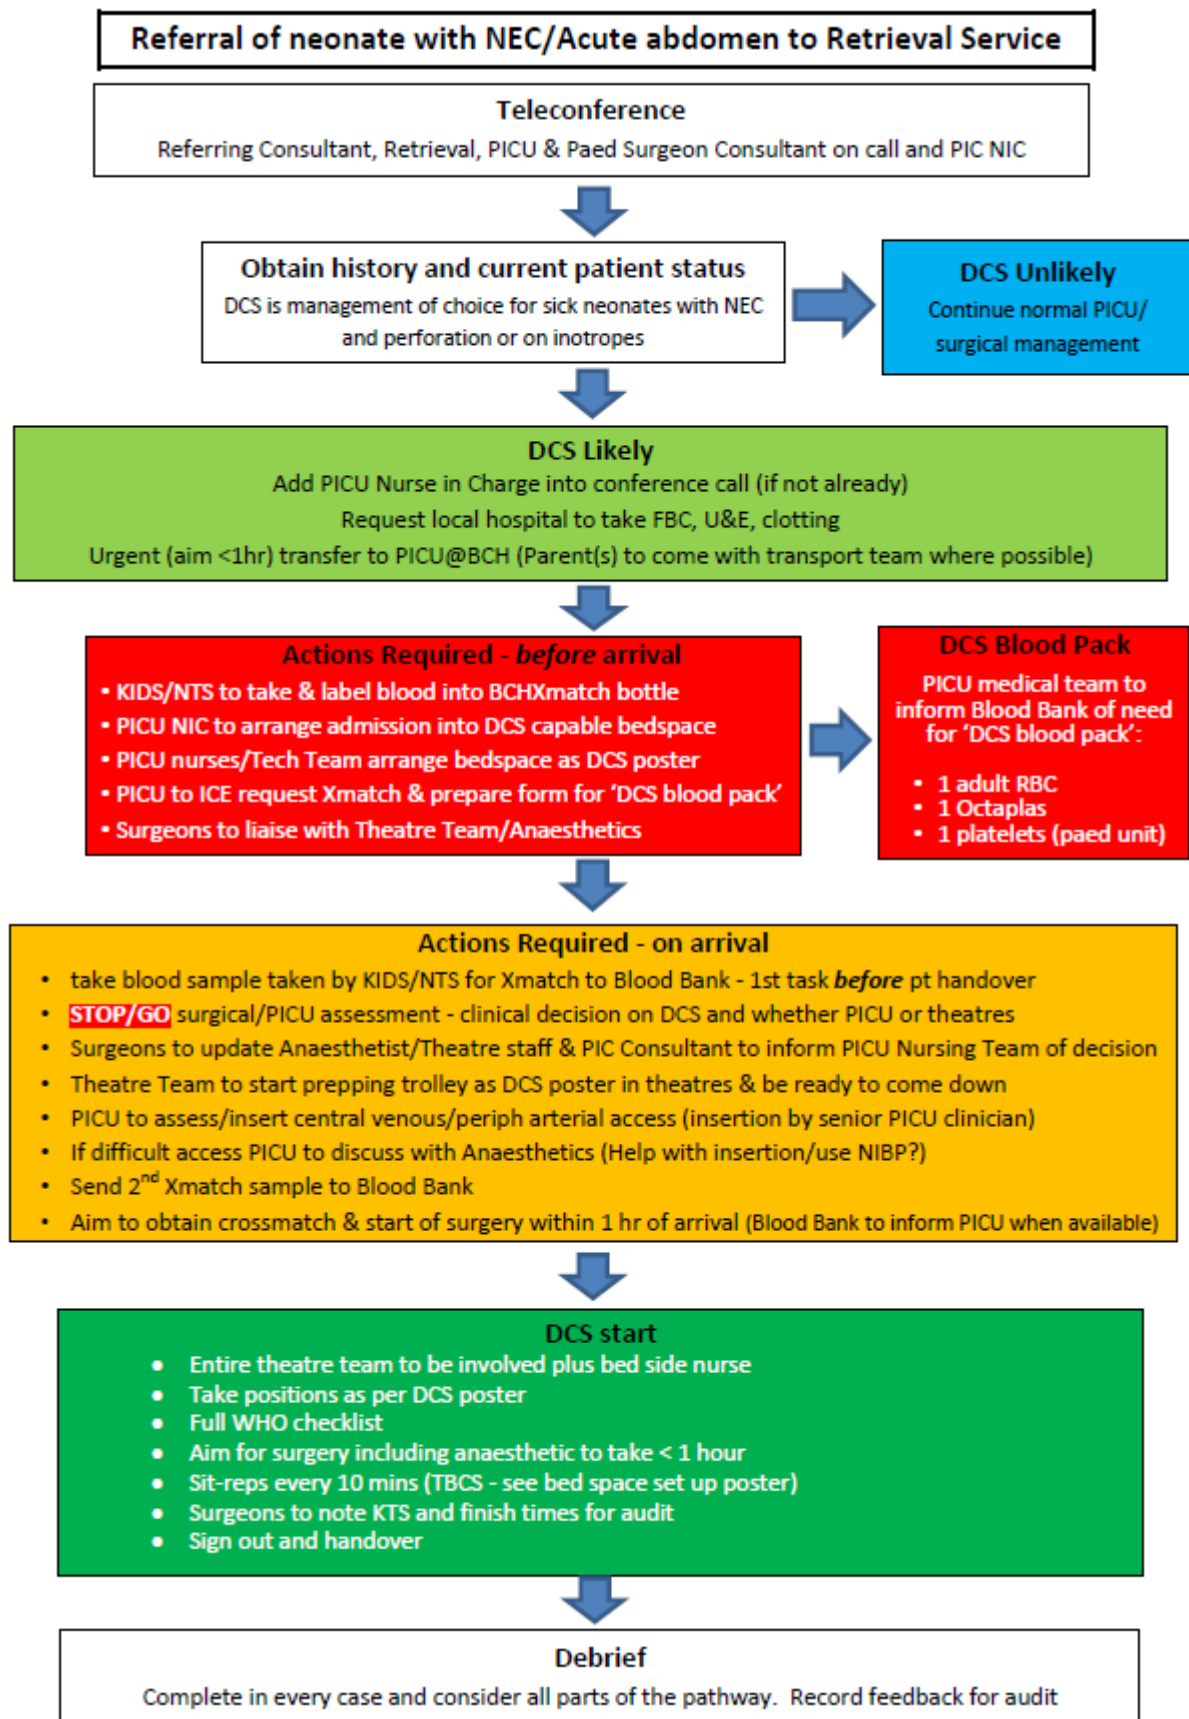 Referral of neonate with NEC/Acute abdomen to Retrieval Service
Teleconference
Referring Consultant, Retrieval, PICU & Paed Surgeon Consultant on call and PIC NIC
Obtain history and current patient status
DCS is management of choice for sick neonates with NEC
and perforation or on inotropes
DCS Unlikely
Continue normal PICU/
surgical management
DCS Likely
Add PICU Nurse in Charge into conference call (if not already)
Request local hospital to take FBC, U&E, clotting
Urgent (aim <1hr) transfer to PICU@BCH (Parent(s) to come with transport team where possible)
Actions Required - before arrival
• KIDS/NTS to take & label blood into BCHXmatch bottle
• PICU NIC to arrange admission into DCS capable bedspace
• PICU nurses/Tech Team arrange bedspace as DCS poster
• PICU to ICE request Xmatch & prepare form for ‘DCS blood pack’
• Surgeons to liaise with Theatre Team/Anaesthetics
DCS Blood Pack
PICU medical team to
inform Blood Bank of need
for ‘DCS blood pack’:
• 1 adult RBC
• 1 Octaplas
• 1 platelets (paed unit)
Actions Required - on arrival
• take blood sample taken by KIDS/NTS for Xmatch to Blood Bank - 1st task before pt handover
• STOP/GO surgical/PICU assessment - clinical decision on DCS and whether PICU or theatres
• Surgeons to update Anaesthetist/Theatre staff & PIC Consultant to inform PICU Nursing Team of decision
• Theatre Team to start prepping trolley as DCS poster in theatres & be ready to come down
• PICU to assess/insert central venous/periph arterial access (insertion by senior PICU clinician)
• If difficult access PICU to discuss with Anaesthetics (Help with insertion/use NIBP?)
• Send 2nd Xmatch sample to Blood Bank
• Aim to obtain crossmatch & start of surgery within 1 hr of arrival (Blood Bank to inform PICU when available)
DCS start
• Entire theatre team to be involved plus bed side nurse
• Take positions as per DCS poster
• Full WHO checklist
• Aim for surgery including anaesthetic to take < 1 hour
• Sit-reps every 10 mins (TBCS - see bed space set up poster)
• Surgeons to note KTS and finish times for audit
• Sign out and handover
Debrief
Complete in every case and consider all parts of the pathway. Record feedback for audit